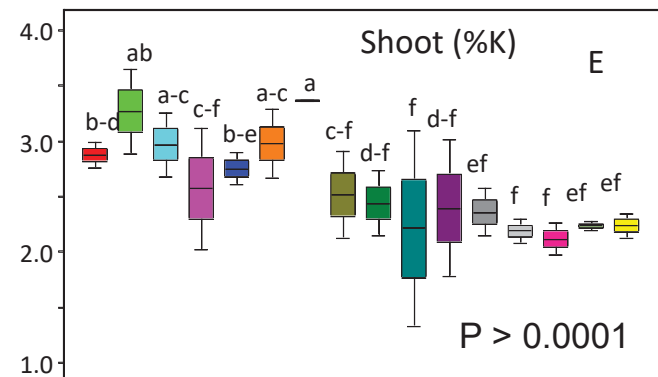 4.0
Shoot (%K)
E
ab
a
b-d
a-c
c-f
b-e
a-c
3.0
c-f
d-f
f
d-f
ef
f
f
ef
ef
2.0
P > 0.0001
1.0